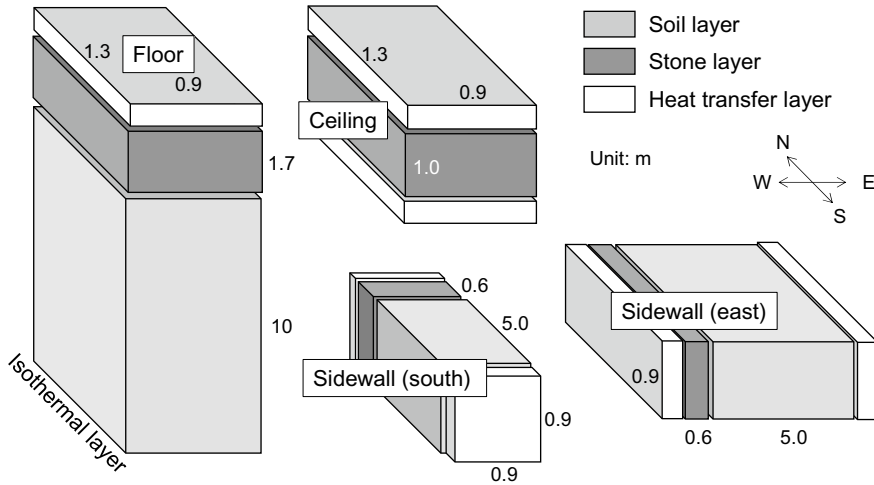 1.3
Floor
0.9
1.7
10
Isothermal layer
1.3
0.9
Ceiling
1.0
Soil layer
Stone layer
Heat transfer layer
Unit: m
N
W E
S
0.6
5.0
Sidewall (south)
0.9
0.9
Sidewall (east)
0.9
0.6 5.0